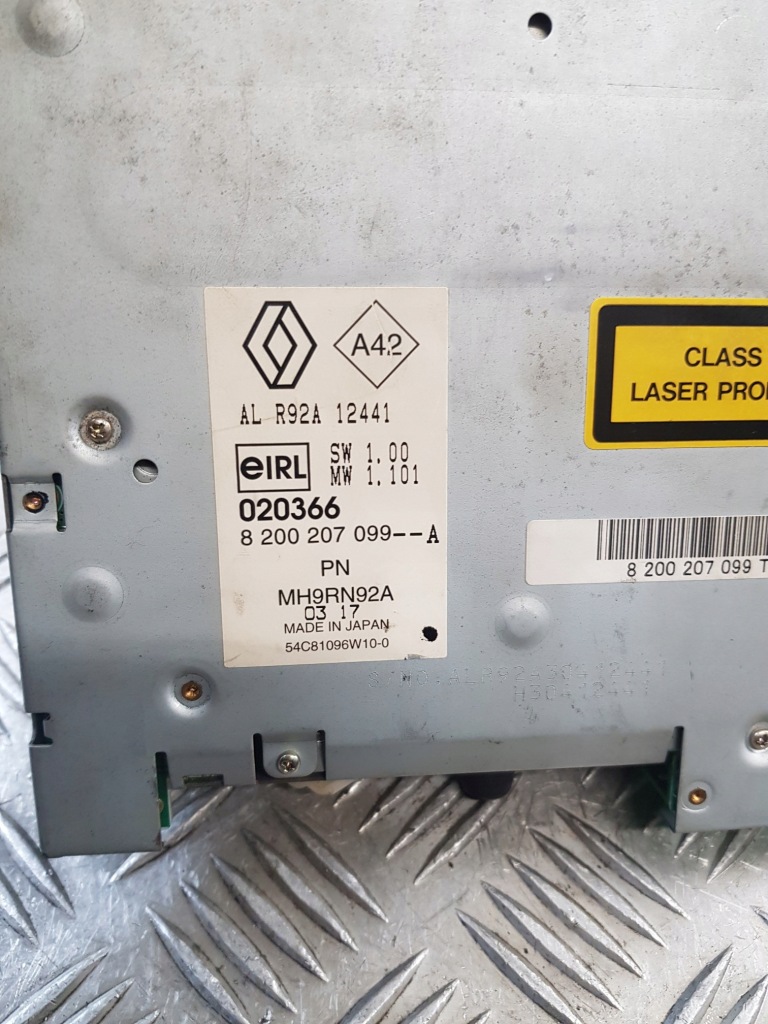 A42
AL R92A 12441
eIRL
SW 1.00
MW 1.101
020366
8 200 207 099--A
PN
MH9RN92A
03 17
MADE IN JAPAN
54C81096W10-0
CLASS
LASER
8 200 207 099 T